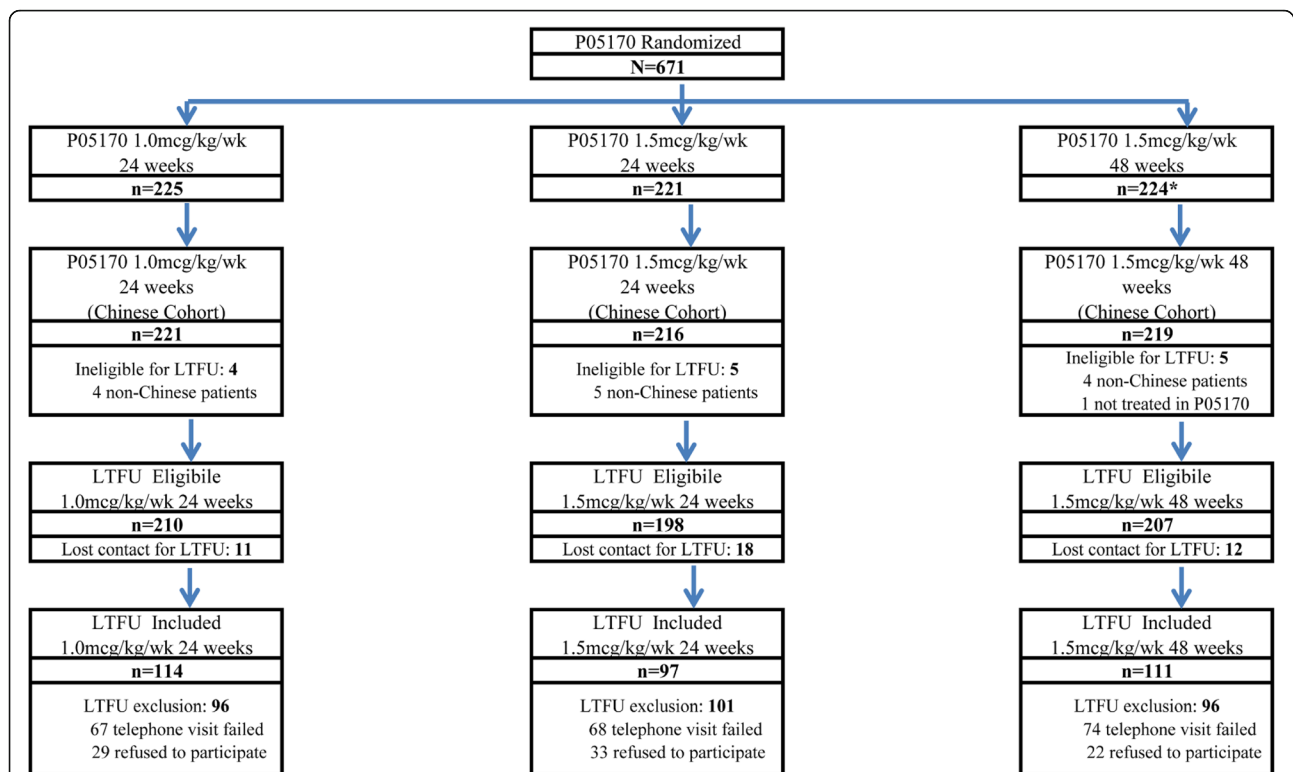 P05170 Randomized
N=671
P05170 1.0mcg/kg/wk
24 weeks
n=225
P05170 1.5mcg/kg/wk
24 weeks
n=221
P05170 1.5mcg/kg/wk
48 weeks
n=224*
P05170 1.0mcg/kg/wk
24 weeks
(Chinese Cohort)
n=221
Ineligible for LTFU: 4
4 non-Chinese patients
P05170 1.5mcg/kg/wk
24 weeks
(Chinese Cohort)
n=216
Ineligible for LTFU: 5
5 non-Chinese patients
P05170 1.5mcg/kg/wk 48
weeks
(Chinese Cohort)
n=219
Ineligible for LTFU: 5
4 non-Chinese patients
1 not treated in P05170
LTFU Eligibile
1.0mcg/kg/wk 24 weeks
n=210
Lost contact for LTFU: 11
LTFU Eligibile
1.5mcg/kg/wk 24 weeks
n=198
Lost contact for LTFU: 18
LTFU Eligibile
1.5mcg/kg/wk 48 weeks
n=207
Lost contact for LTFU: 12
LTFU Included
1.0mcg/kg/wk 24 weeks
n=114
LTFU exclusion: 96
67 telephone visit failed
29 refused to participate
LTFU Included
1.5mcg/kg/wk 24 weeks
n=97
LTFU exclusion: 101
68 telephone visit failed
33 refused to participate
LTFU Included
1.5mcg/kg/wk 48 weeks
n=111
LTFU exclusion: 96
74 telephone visit failed
22 refused to participate